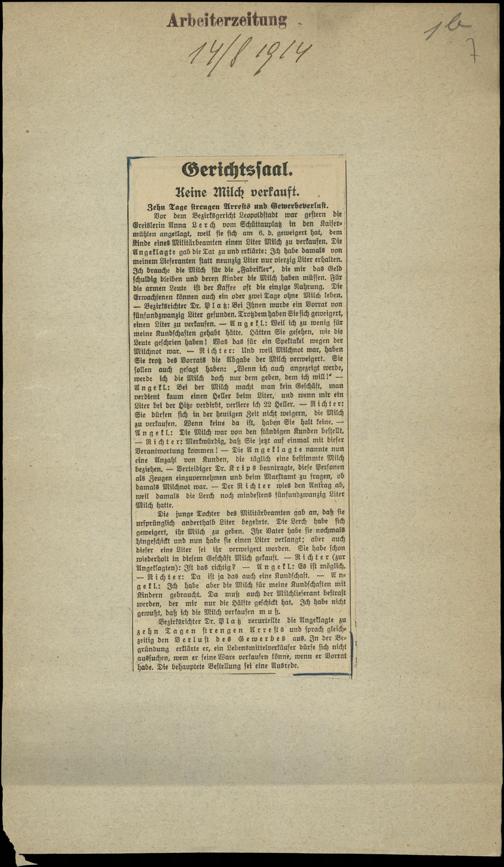 Arbeiterzeitung
14/8 1914
1b
7
Gerichtssaal.
Keine Milch verkauft.
Zehn Tage strengen Arrests und Gewerbeverlust.
Vor dem Bezirksgericht Leopoldstadt war gestern die
Greislerin Anna Lerch vom Schüttauplatz in den Kaiser-
mühlen angeklagt, weil sie sich am 6. d. geweigert hat, dem
Kinde eines Militärbeamten einen Liter Milch zu verkaufen. Die
Angeklagte gab die Tat zu und erklärte: Ich habe damals von
meinem Lieferanten statt neunzig Liter nur vierzig Liter erhalten.
Ich brauche die Milch für die „Fabriker", die mir das Geld
schuldig bleiben und deren Kinder die Milch haben müssen. Für
die armen Leute ist der Kaffee oft die einzige Nahrung. Die
Erwachsenen können auch ein oder zwei Tage ohne Milch leben.
— Bezirksrichter Dr. Platz: Bei Ihnen wurde ein Vorrat von
fünfundzwanzig Liter gefunden. Trotzdem haben Sie sich geweigert,
einen Liter zu verkaufen. — Angekl: Weil ich zu wenig für
meine Kundschaften gehabt hätte. Hätten Sie gesehen, wie die
Leute geschrien haben! Was das für ein Spektakel wegen der
Milchnot war. — Richter: Und weil Milchnot war, haben
Sie trotz des Vorrats die Abgabe der Milch verweigert. Sie
sollen auch gesagt haben: „Wenn ich auch angezeigt werde,
werde ich die Milch doch nur dem geben, dem ich will!" —
Angekl: Bei der Milch macht man kein Geschäft, man
verdient kaum einen Heller beim Liter, und wenn mir ein
Liter bei der Hitze verdirbt, verliere ich 22 Heller. — Richter:
Sie dürfen sich in der heutigen Zeit nicht weigern, die Milch
zu verkaufen. Wenn keine da ist, haben Sie halt keine. —
Angekl: Die Milch war von den ständigen Kunden bestellt.
— Richter: Merkwürdig, daß Sie jetzt auf einmal mit dieser
Verantwortung kommen! — Die Angeklagte nannte nun
eine Anzahl von Kunden, die täglich eine bestimmte Milch
beziehen. — Verteidiger Dr. Krips beantragte, diese Personen
als Zeugen einzuvernehmen und beim Marktamt zu fragen, ob
damals Milchnot war. — Der Richter wies den Antrag ab,
weil damals die Lerch noch mindestens fünfundzwanzig Liter
Milch hatte.
Die junge Tochter des Militärbeamten gab an, daß sie
ursprünglich anderthalb Liter begehrte. Die Lerch habe sich
geweigert, ihr Milch zu geben. Ihr Vater habe sie nochmals
hingeschickt und nun habe sie einen Liter verlangt; aber auch
dieser eine Liter sei ihr verweigert worden. Sie habe schon
wiederholt in diesem Geschäft Milch gekauft. — Richter (zur
Angeklagten): Ist das richtig? — Angekl: Es ist möglich.
— Richter: Da ist ja das auch eine Kundschaft. — An-
gekl: Ich habe aber die Milch für meine Kundschaften mit
Kindern gebraucht. Da muß auch der Milchlieferant bestraft
werden, der mir nur die Hälfte geschickt hat. Ich habe nicht
gewußt, daß ich die Milch verkaufen muß.
Bezirksrichter Dr. Platz verurteilte die Angeklagte zu
zehn Tagen strengen Arrests und sprach gleich-
zeitig den Verlust des Gewerbes aus. In der Be-
gründung erklärte er, ein Lebensmittelverkäufer dürfe sich nicht
aussuchen, wem er seine Ware verkaufen könne, wenn er Vorrat
habe. Die behauptete Bestellung sei eine Ausrede.